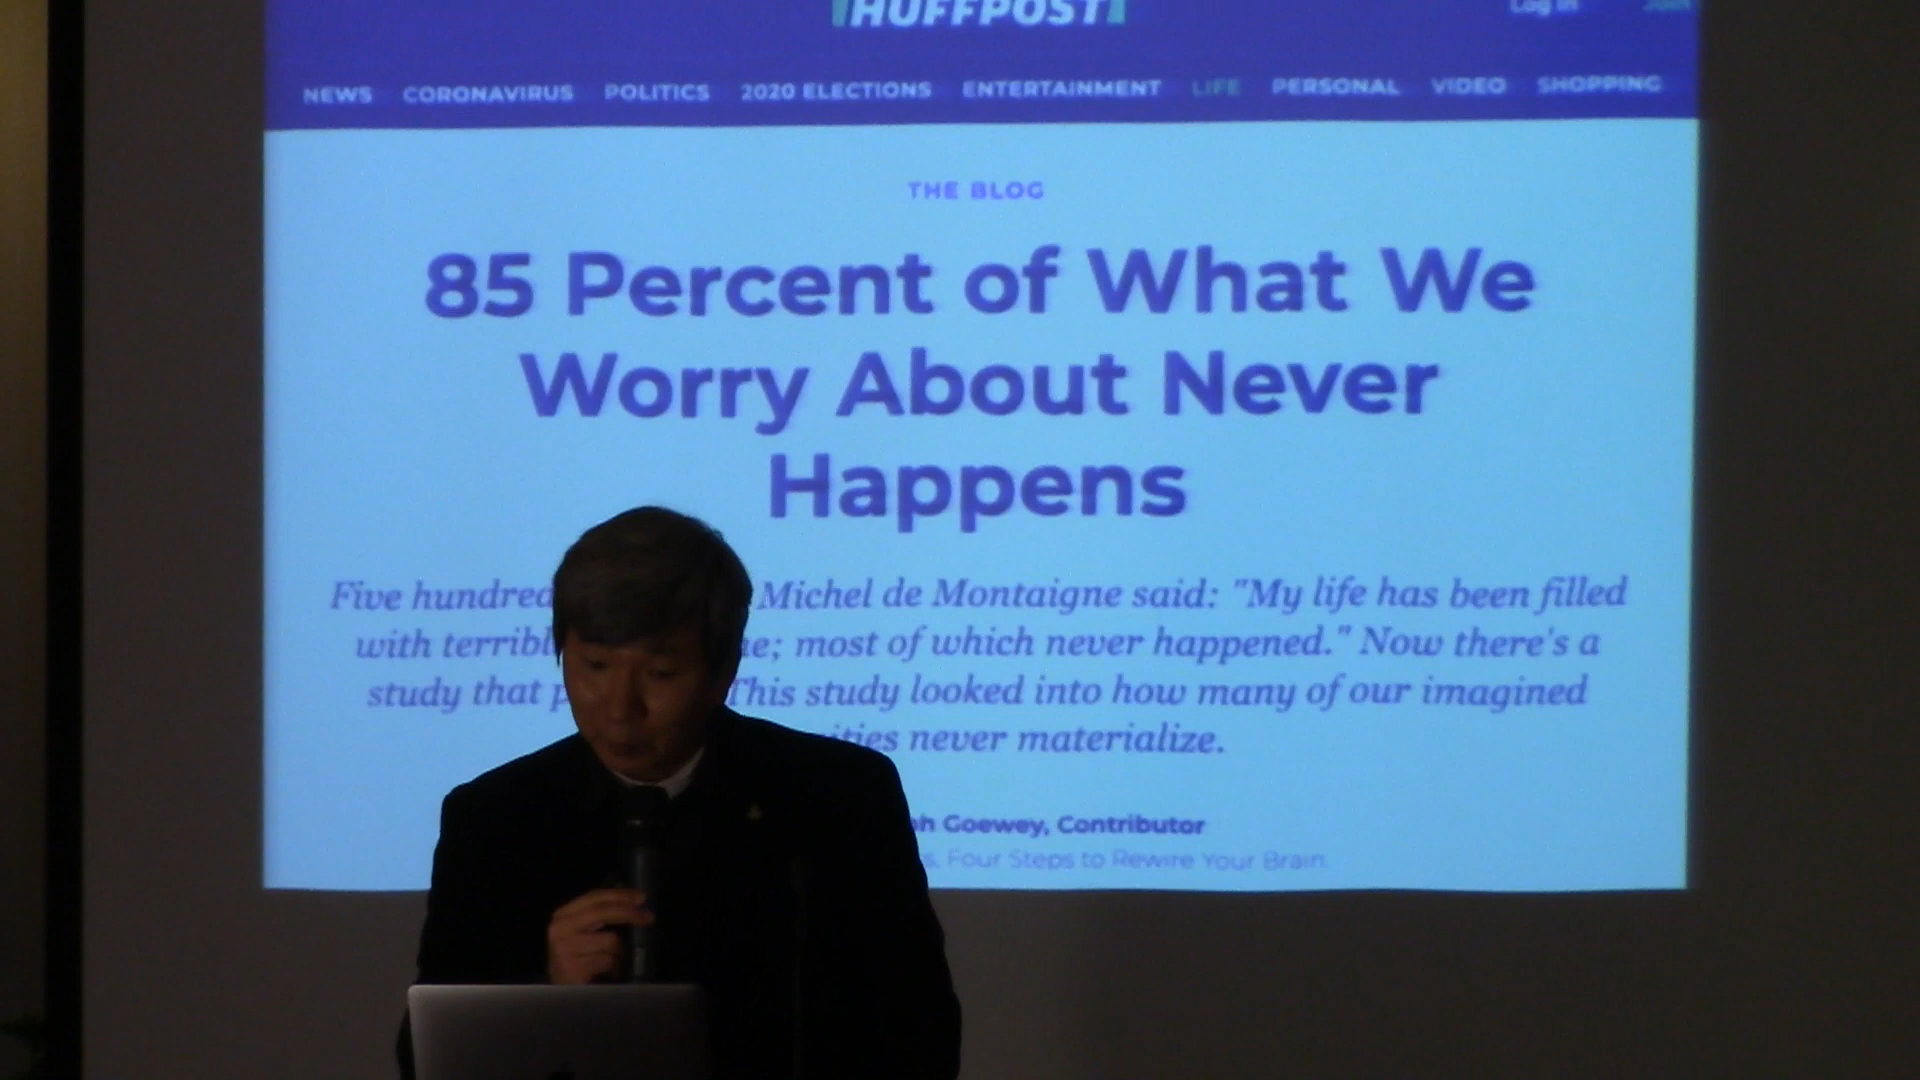 HUFFPOST
Log In Join
NEWS CORONAVIRUS POLITICS 2020 ELECTIONS ENTERTAINMENT LIFE PERSONAL VIDEO SHOPPING
THE BLOG
85 Percent of What We
Worry About Never
Happens
Five hundred Michel de Montaigne said: "My life has been filled
with most of which never happened." Now there's a
study that This study looked into how many of our imagined
never materialize.
Goewey, Contributor
Four Steps to Rewire Your Brain.